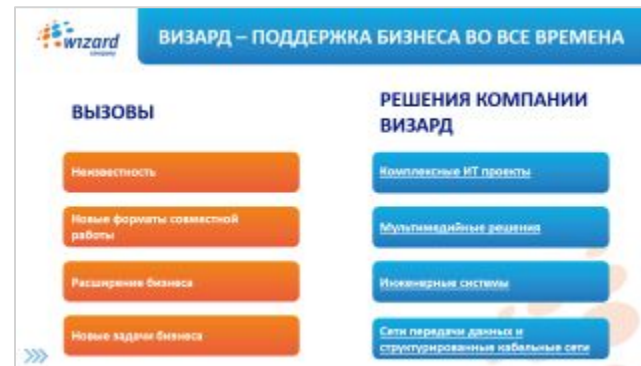 wizard
company
ВИЗАРД – ПОДДЕРЖКА БИЗНЕСА ВО ВСЕ ВРЕМЕНА
ВЫЗОВЫ
Неизвестность
Новые форматы совместной
работы
Расширение бизнеса
Новые задачи бизнеса
РЕШЕНИЯ КОМПАНИИ
ВИЗАРД
Комплексные ИТ проекты
Мультимедийные решения
Инженерные системы
Сети передачи данных и
структурированные кабельные сети